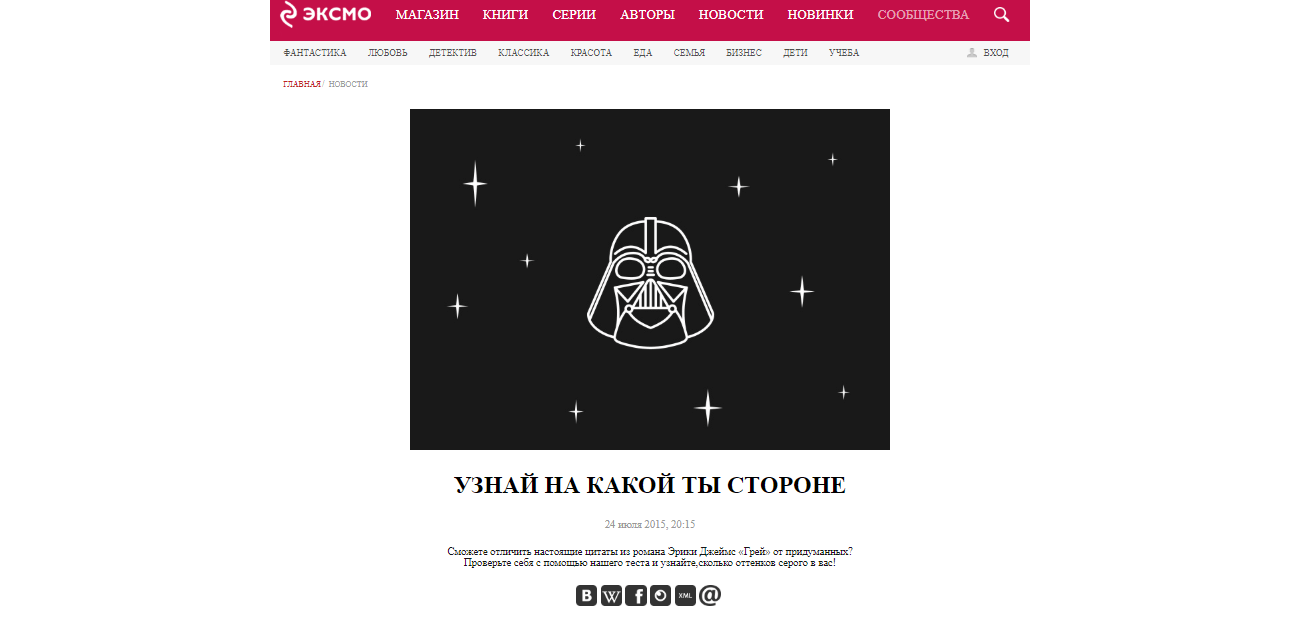 ЭКСМО МАГАЗИН КНИГИ СЕРИИ АВТОРЫ НОВОСТИ НОВИНКИ СООБЩЕСТВА
ФАНТАСТИКА ЛЮБОВЬ ДЕТЕКТИВ КЛАССИКА КРАСОТА ЕДА СЕМЬЯ БИЗНЕС ДЕТИ УЧЕБА ВХОД
ГЛАВНАЯ / НОВОСТИ
УЗНАЙ НА КАКОЙ ТЫ СТОРОНЕ
24 июля 2015, 20:15
Сможете отличить настоящие цитаты из романа Эрики Джеймс «Грей» от придуманных?
Проверьте себя с помощью нашего теста и узнайте,сколько оттенков серого в вас!
B W f XML @